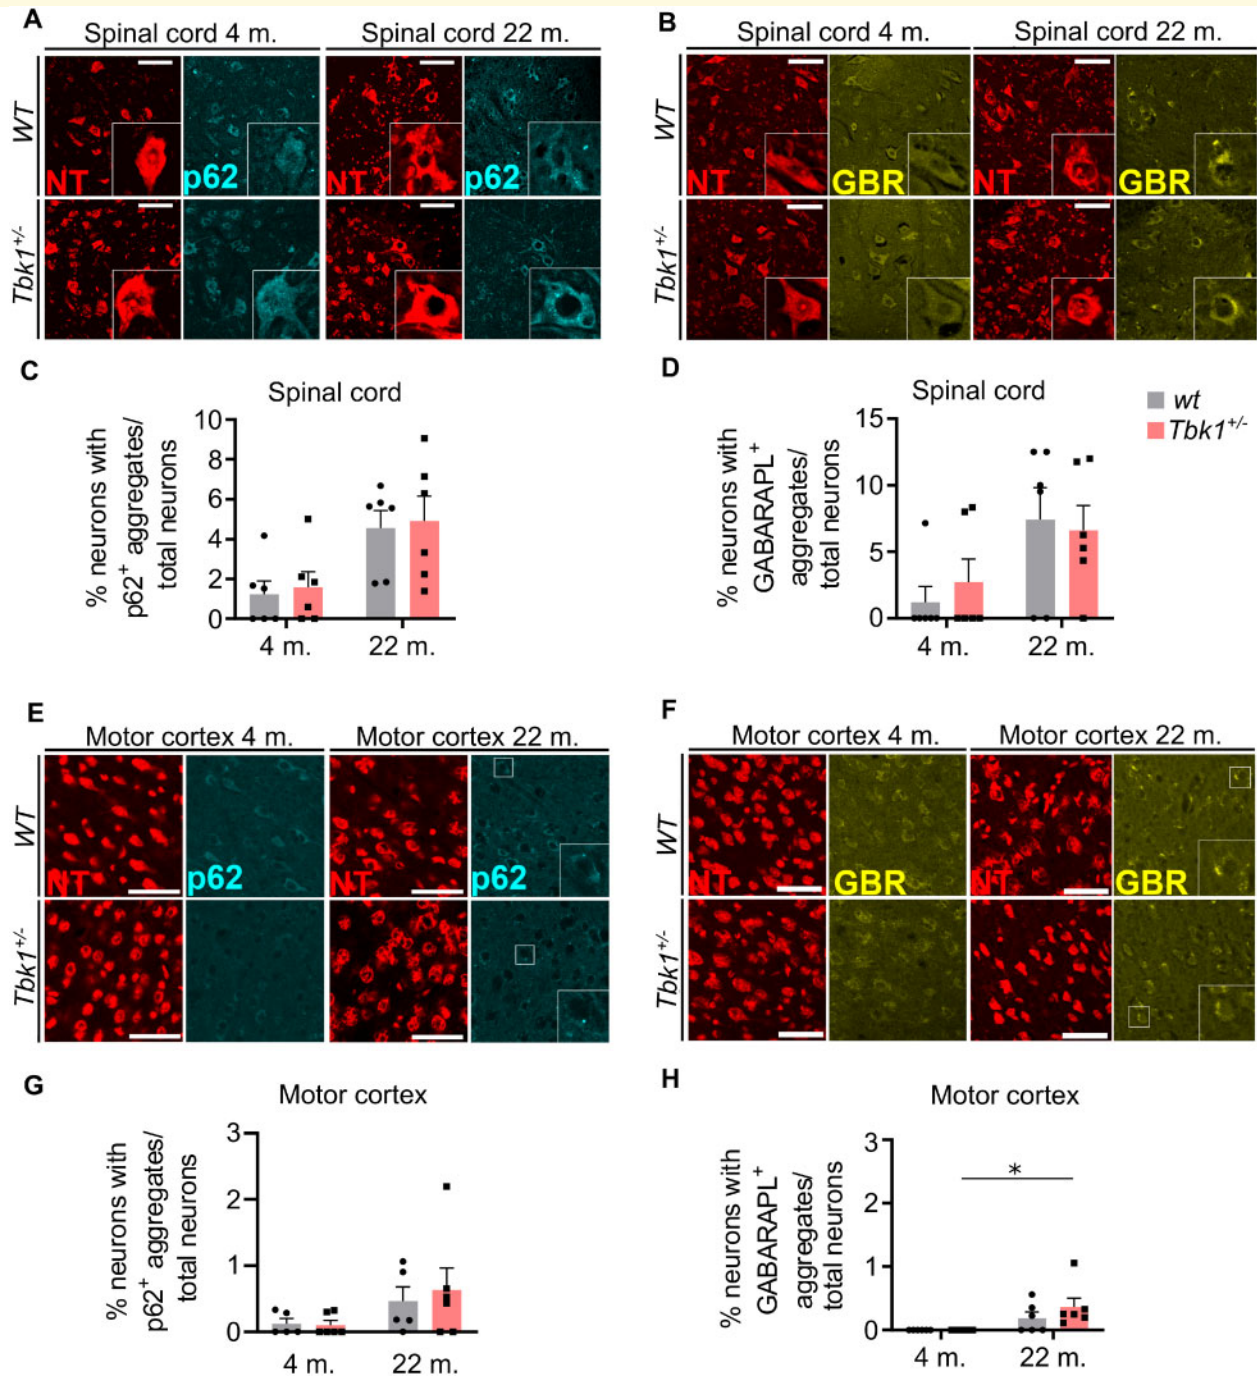 A
Spinal cord 4 m.
Spinal cord 22 m.
WT
NT
p62
NT
p62
Tbk1+/-
B
Spinal cord 4 m.
Spinal cord 22 m.
WT
NT
GBR
NT
GBR
Tbk1+/-
C
Spinal cord
% neurons with
p62+ aggregates/
total neurons
10
8
6
4
2
0
4 m.
22 m.
D
Spinal cord
% neurons with
GABARAPL+
aggregates/
total neurons
15
10
5
0
4 m.
22 m.
wt
Tbk1+/-
E
Motor cortex 4 m.
Motor cortex 22 m.
WT
NT
p62
NT
p62
Tbk1+/-
F
Motor cortex 4 m.
Motor cortex 22 m.
WT
NT
GBR
NT
GBR
Tbk1+/-
G
Motor cortex
% neurons with
p62+ aggregates/
total neurons
3
2
1
0
4 m.
22 m.
H
Motor cortex
% neurons with
GABARAPL+
aggregates/
total neurons
3
2
1
0
*
4 m.
22 m.